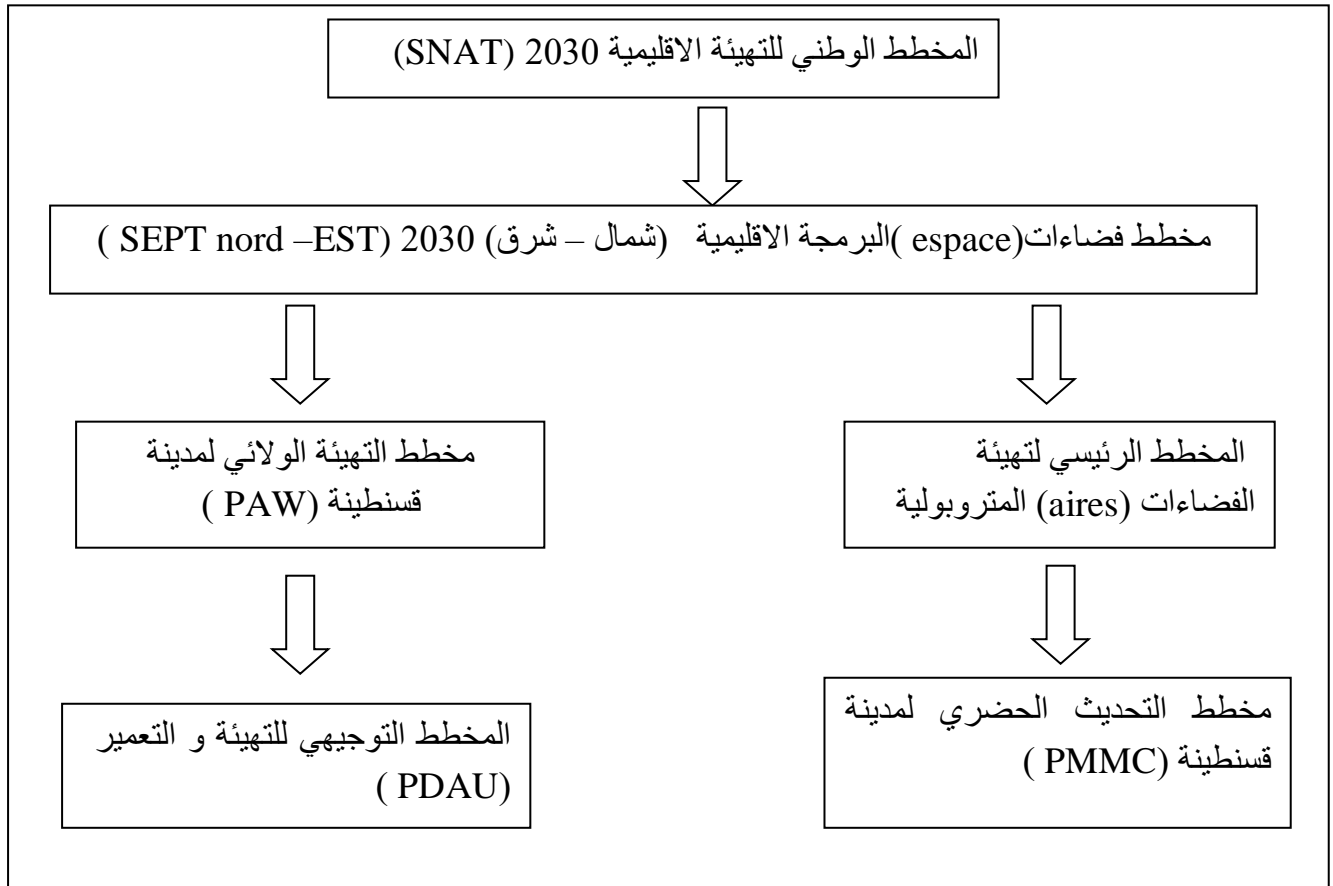 المخطط الوطني للتهيئة الاقليمية 2030 (SNAT)
مخطط فضاءات(espace )البرمجة الاقليمية (شمال – شرق) 2030 (SEPT nord –EST )
المخطط الرئيسي لتهيئة
الفضاءات (aires) المتروبولية
مخطط التهيئة الولائي لمدينة
قسنطينة (PAW )
مخطط التحديث الحضري لمدينة
قسنطينة (PMMC )
المخطط التوجيهي للتهيئة و التعمير
(PDAU )